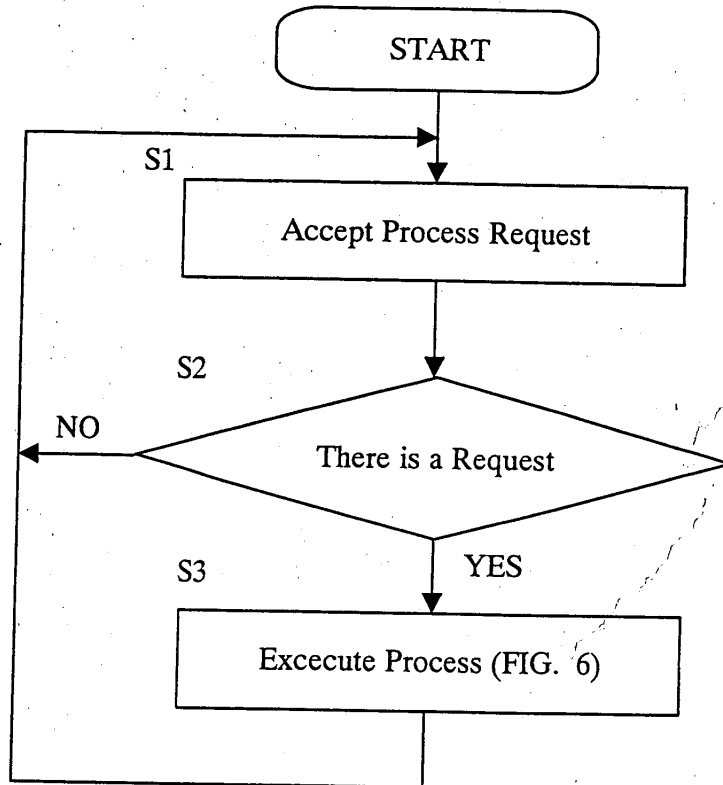 START
S1
Accept Process Request
S2
NO
There is a Request
YES
S3
Excecute Process (FIG. 6)